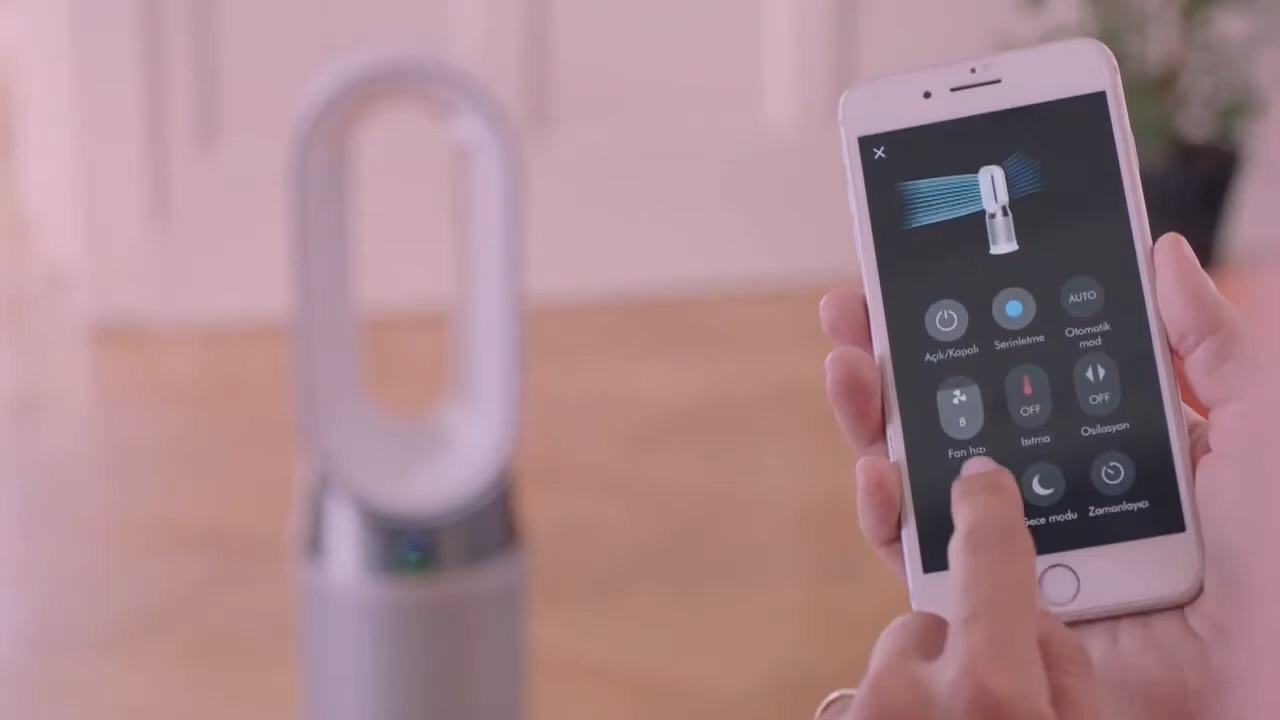 AUTO
Açık/Kapalı
Serinletme
Otomatik
mod
8
OFF
OFF
Fan hızı
Isıtma
Osilasyon
Gece modu
Zamanlayıcı